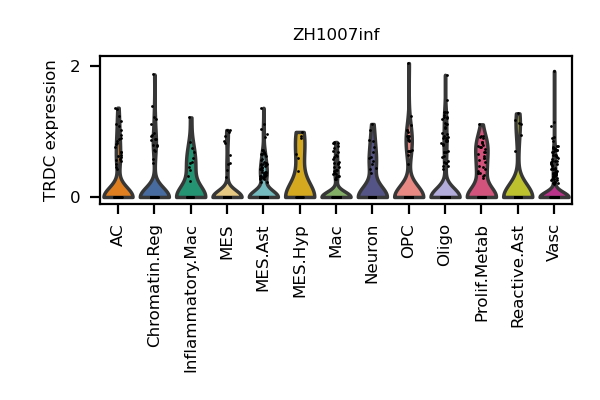 ZH1007inf
TRDC expression
2
0
AC
Chromatin.Reg
Inflammatory.Mac
MES
MES.Ast
MES.Hyp
Mac
Neuron
OPC
Oligo
Prolif.Metab
Reactive.Ast
Vasc